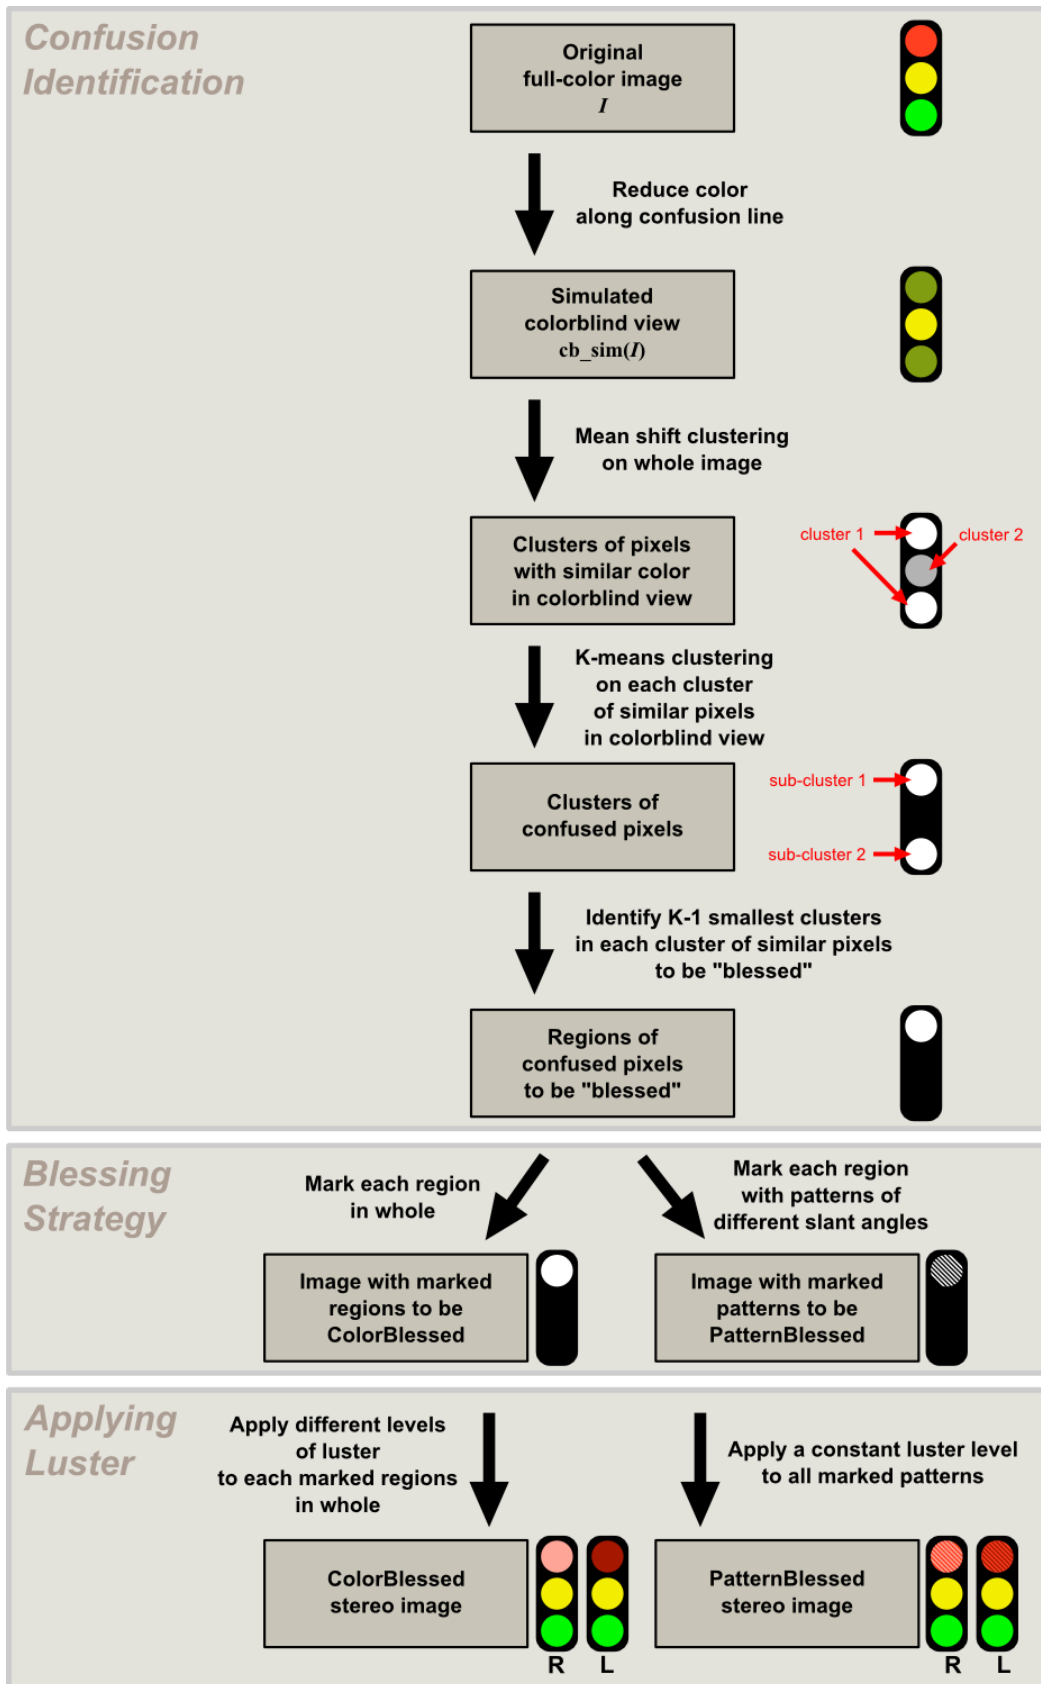 Confusion
Identification
Original
full-color image
I
Reduce color
along confusion line
Simulated
colorblind view
cb_sim(I)
Mean shift clustering
on whole image
Clusters of pixels
with similar color
in colorblind view
cluster 1
cluster 2
K-means clustering
on each cluster
of similar pixels
in colorblind view
Clusters of
confused pixels
sub-cluster 1
sub-cluster 2
Identify K-1 smallest clusters
in each cluster of similar pixels
to be "blessed"
Regions of
confused pixels
to be "blessed"
Blessing
Strategy
Mark each region
in whole
Mark each region
with patterns of
different slant angles
Image with marked
regions to be
ColorBlessed
Image with marked
patterns to be
PatternBlessed
Applying
Luster
Apply different levels
of luster
to each marked regions
in whole
Apply a constant luster level
to all marked patterns
ColorBlessed
stereo image
R L
PatternBlessed
stereo image
R L